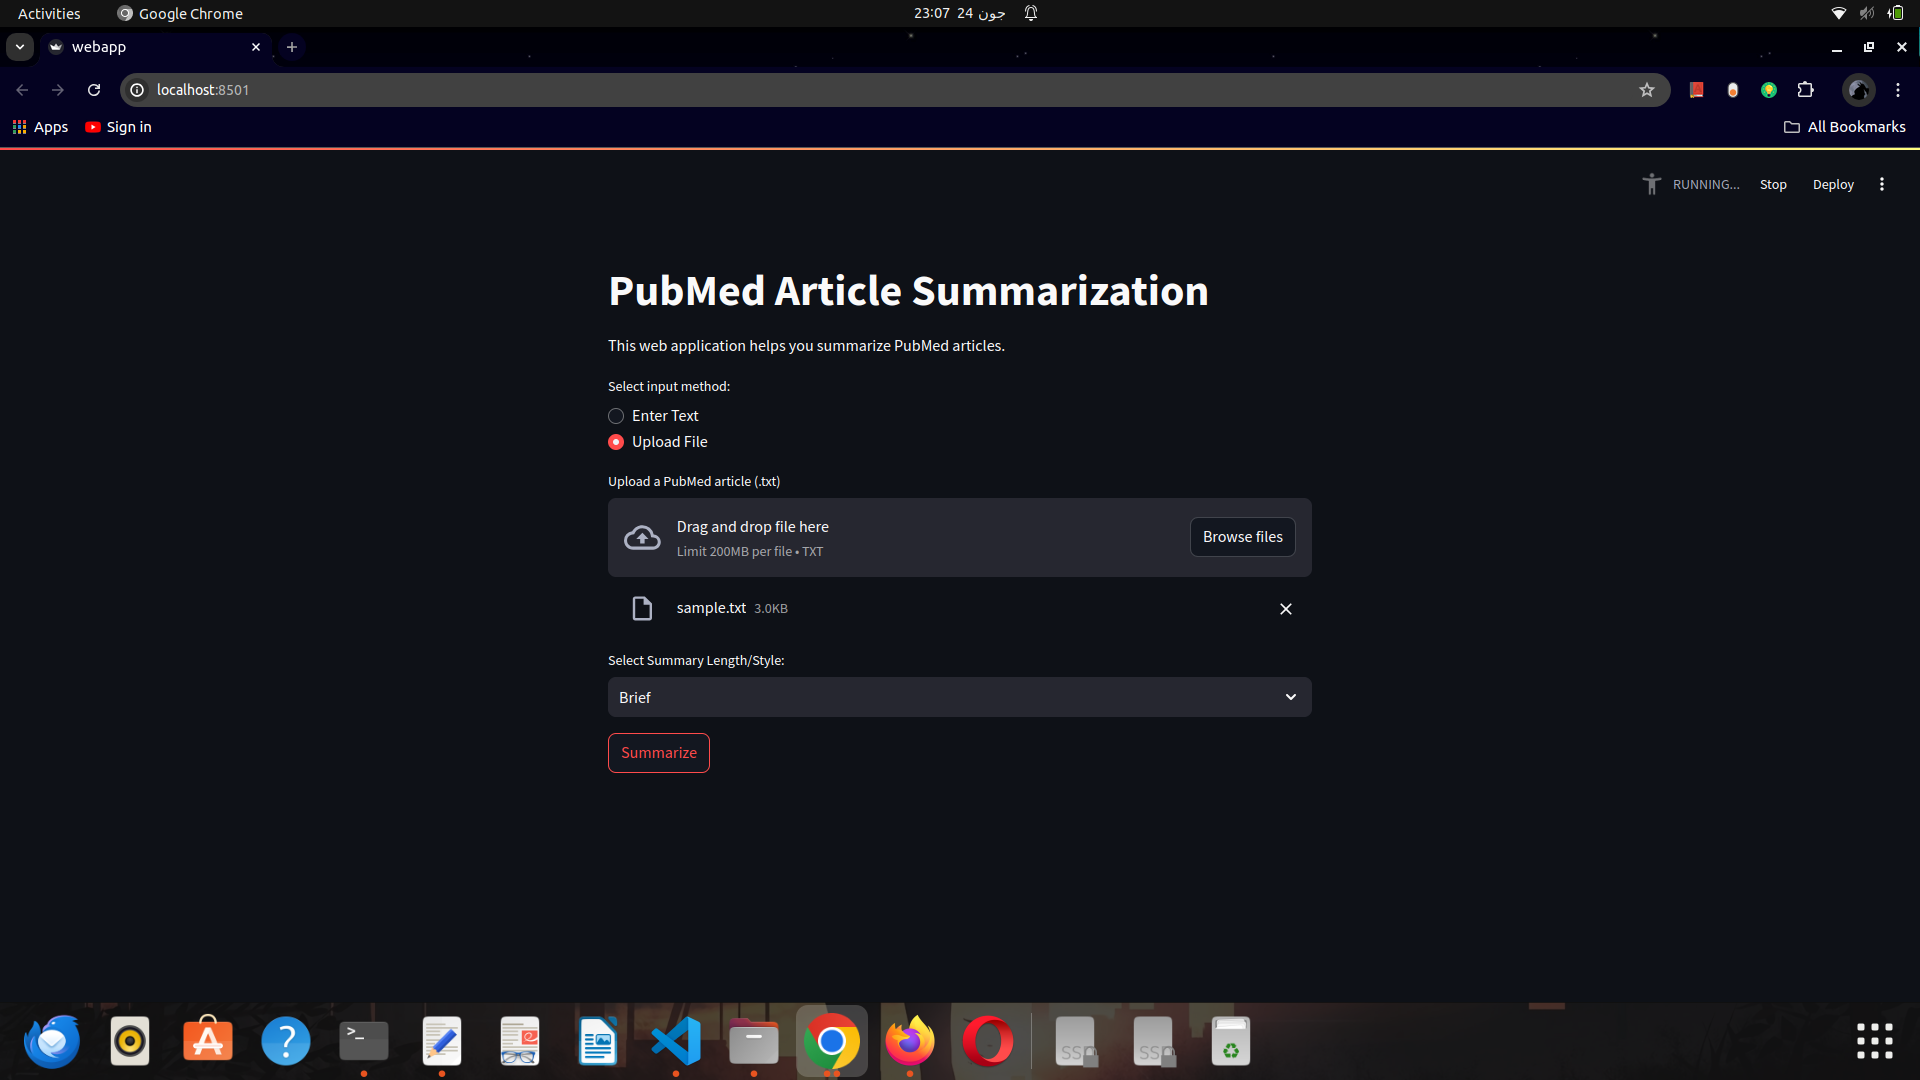 Activities
Google Chrome
23:07 24 جون
webapp
localhost:8501
Apps
Sign in
All Bookmarks
RUNNING...
Stop
Deploy
PubMed Article Summarization
This web application helps you summarize PubMed articles.
Select input method:
Enter Text
Upload File
Upload a PubMed article (.txt)
Drag and drop file here
Limit 200MB per file • TXT
Browse files
sample.txt 3.0KB
Select Summary Length/Style:
Brief
Summarize
>_
?
A
SSD
SSD